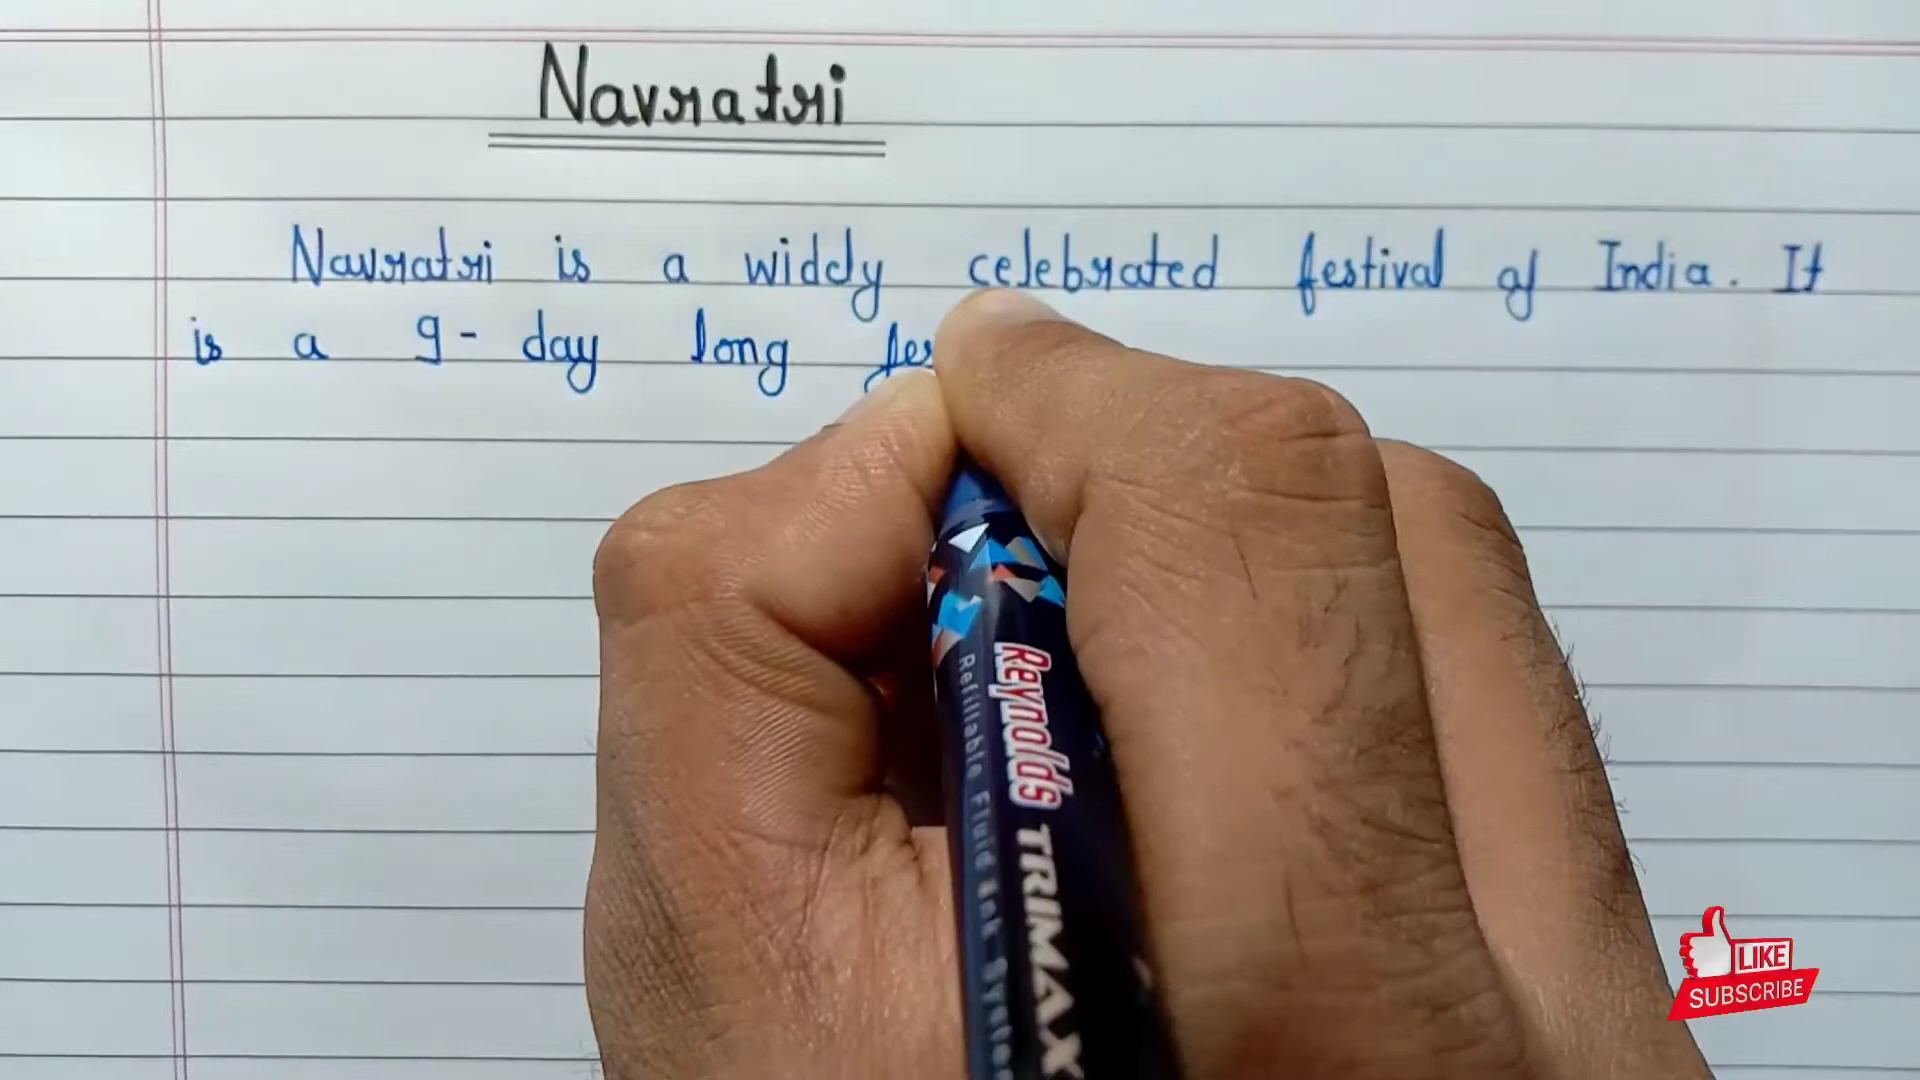 Navratri
Navratri is a widely celebrated festival of India. It
is a 9-day long fes
Reynolds TRIMAX
Refillable Fluid Ink System
LIKE
SUBSCRIBE